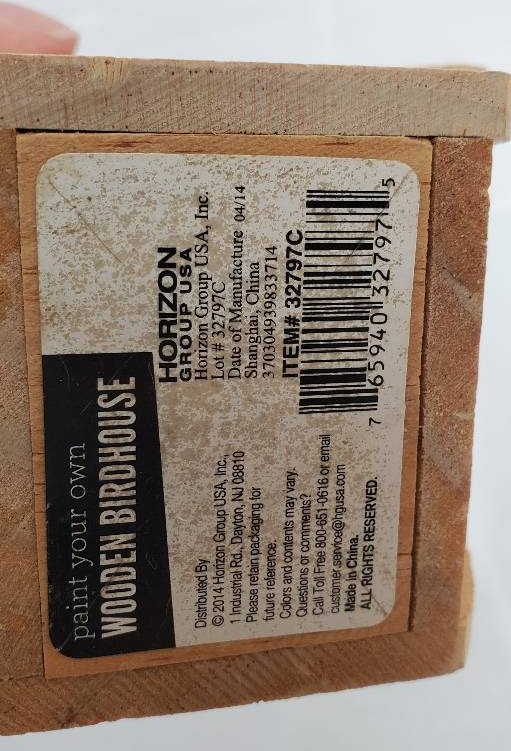 paint your own
WOODEN BIRDHOUSE
HORIZON
GROUP USA
Horizon Group USA, Inc.
Lot # 32797C
Date of Manufacture 04/14
Shanghai, China
370304939833714
ITEM# 32797C
7 65940 32797 5
Distributed By
© 2014 Horizon Group USA, Inc.,
1 Industrial Rd., Dayton, NJ 08810
Please retain packaging for
future reference.
Colors and contents may vary.
Questions or comments?
Call Toll Free 800-651-0616 or email
customer.service@hgusa.com
Made in China.
ALL RIGHTS RESERVED.